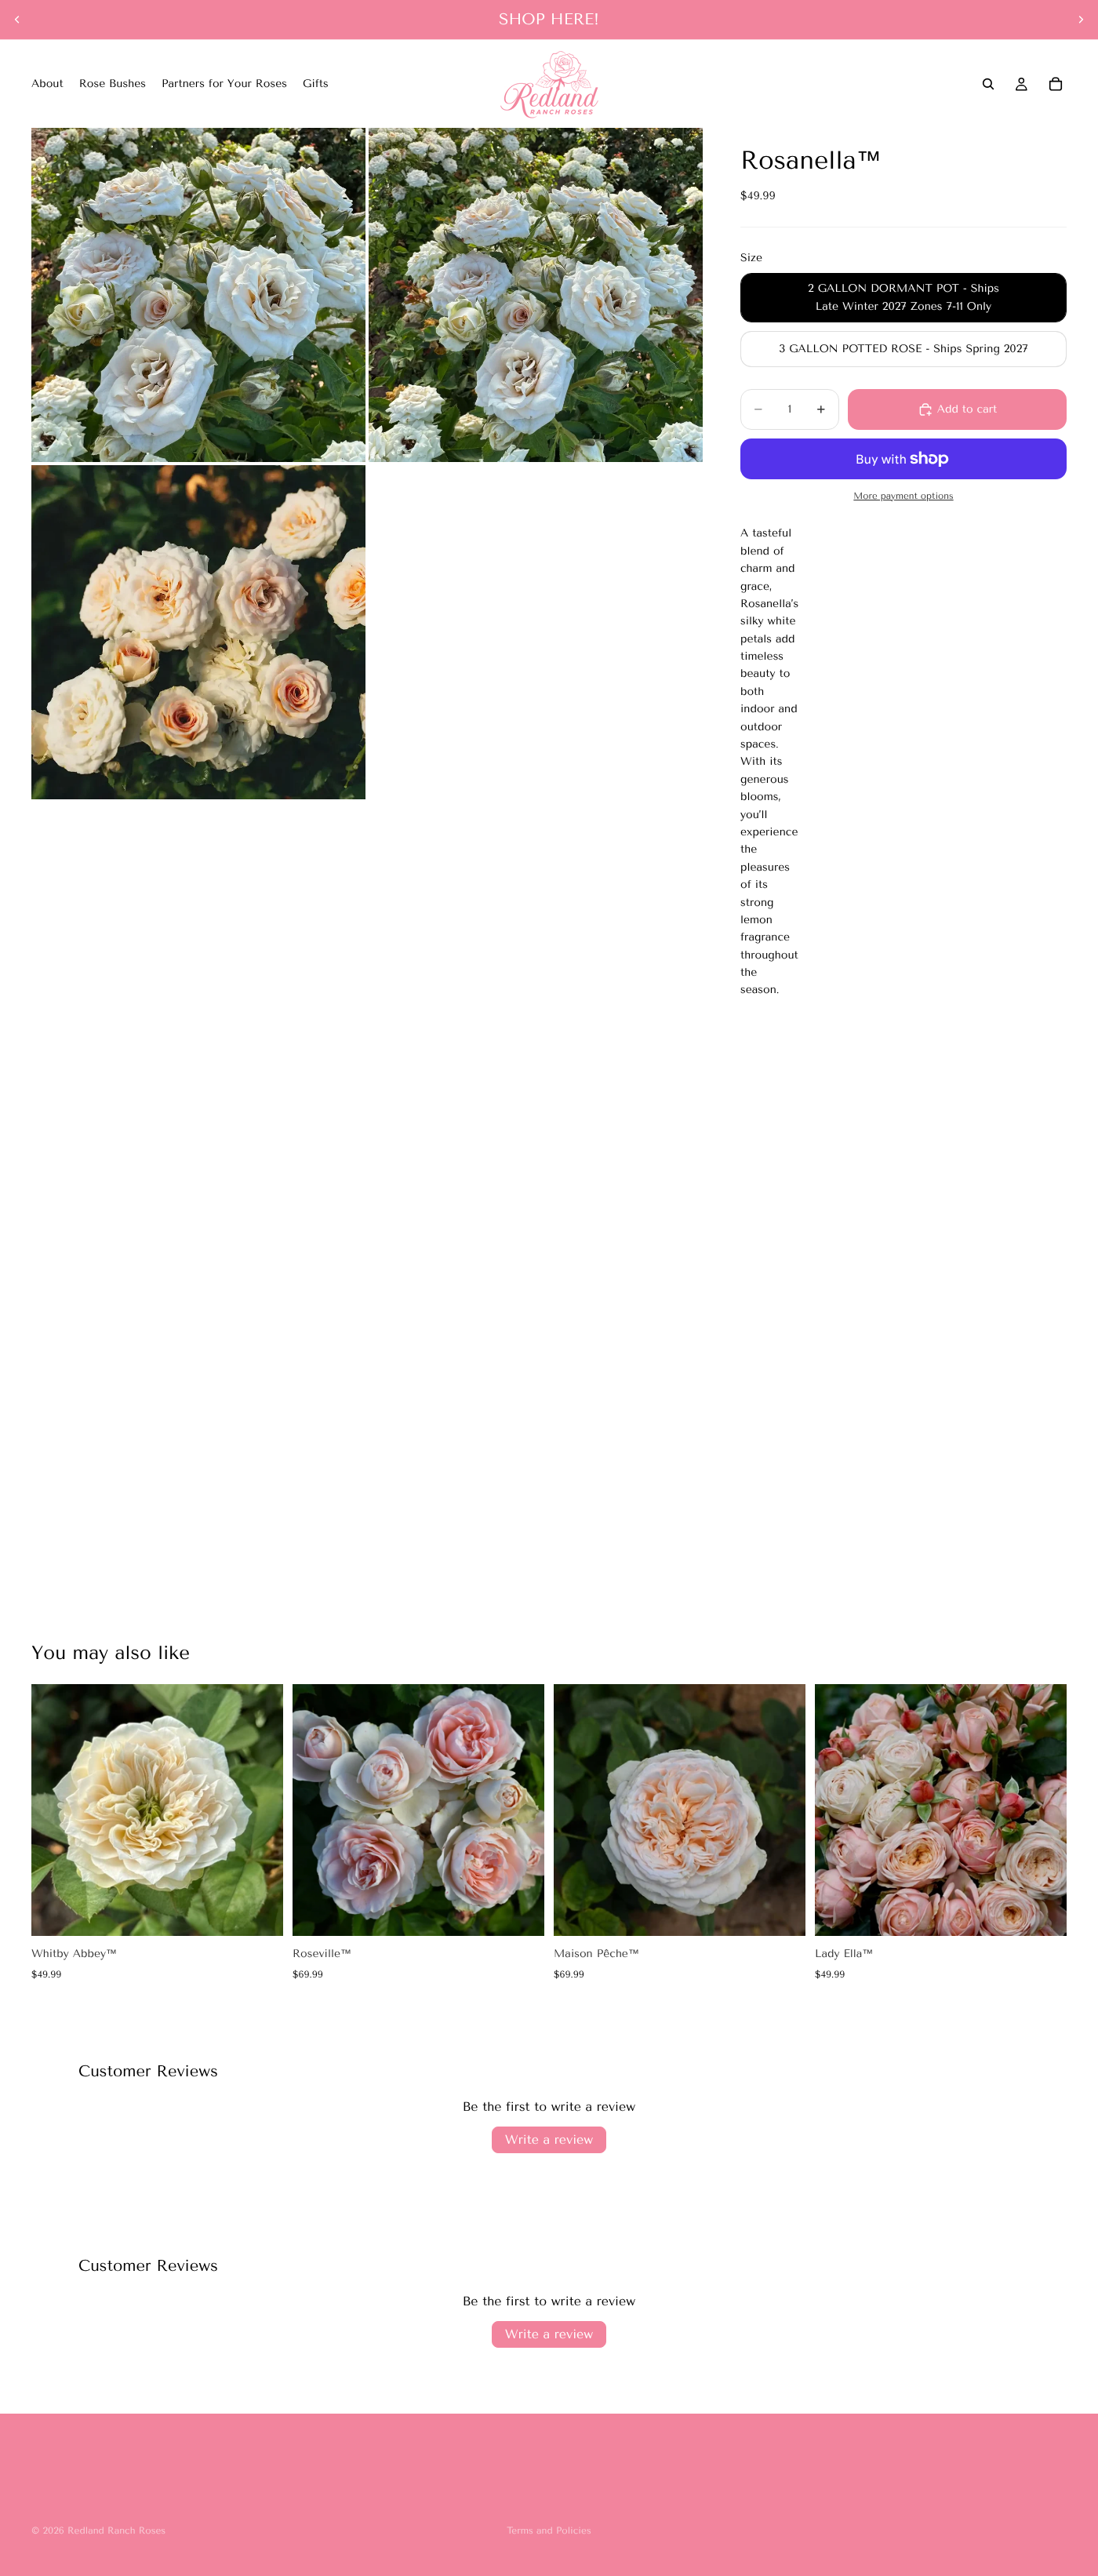 SHOP HERE!
About
Rose Bushes
Partners for Your Roses
Gifts
Redland
RANCH ROSES
Rosanella™
$49.99
Size
2 GALLON DORMANT POT - Ships
Late Winter 2027 Zones 7-11 Only
3 GALLON POTTED ROSE - Ships Spring 2027
1
Add to cart
Buy with shop
More payment options
A tasteful
blend of
charm and
grace,
Rosanella's
silky white
petals add
timeless
beauty to
both
indoor and
outdoor
spaces.
With its
generous
blooms,
you'll
experience
the
pleasures
of its
strong
lemon
fragrance
throughout
the
season.
You may also like
Whitby Abbey™
$49.99
Roseville™
$69.99
Maison Pêche™
$69.99
Lady Ella™
$49.99
Customer Reviews
Be the first to write a review
Write a review
Customer Reviews
Be the first to write a review
Write a review
© 2026 Redland Ranch Roses
Terms and Policies